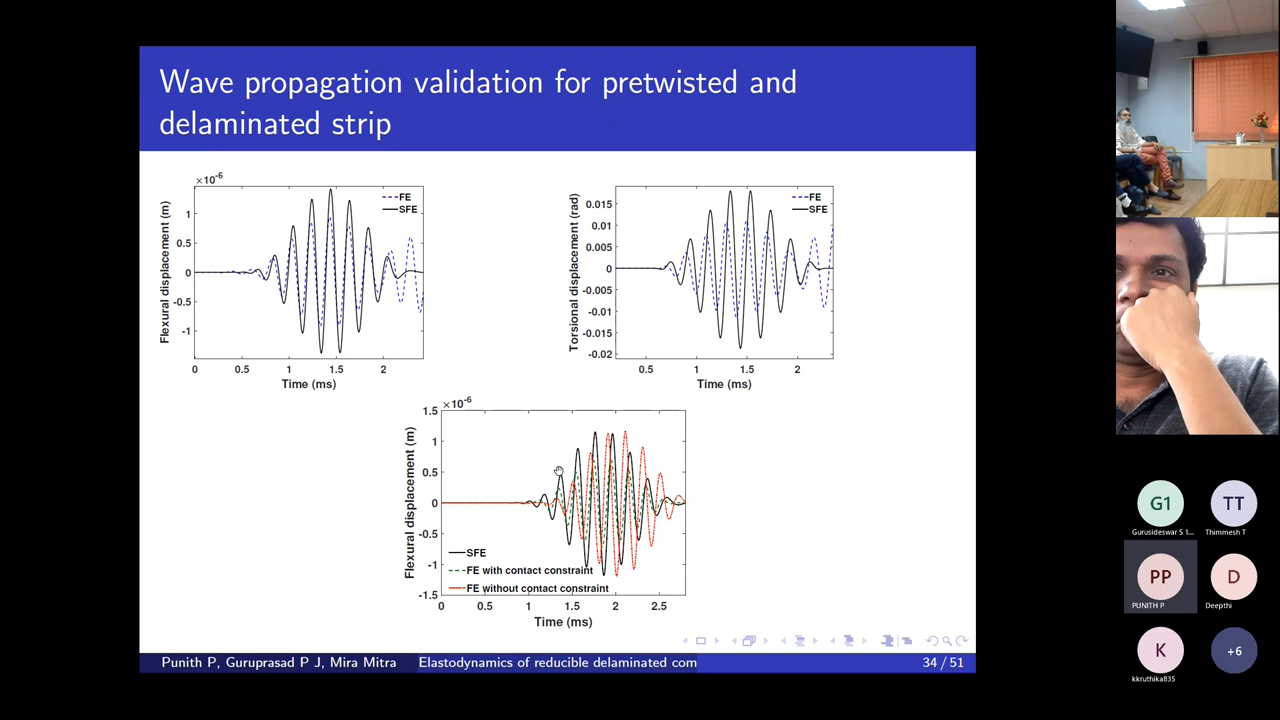 Wave propagation validation for pretwisted and
delaminated strip
×10⁻⁶
Flexural displacement (m)
1
0.5
0
-0.5
-1
FE
SFE
0 0.5 1 1.5 2
Time (ms)
Torsional displacement (rad)
0.015
0.01
0.005
0
-0.005
-0.01
-0.015
-0.02
FE
SFE
0.5 1 1.5 2
Time (ms)
×10⁻⁶
Flexural displacement (m)
1.5
1
0.5
0
-0.5
-1
-1.5
SFE
FE with contact constraint
FE without contact constraint
0 0.5 1 1.5 2 2.5
Time (ms)
Punith P, Guruprasad P J, Mira Mitra Elastodynamics of reducible delaminated com 34 / 51
G1 TT
Gurusideswar S 1... Thimmesh T
PP D
PUNITH P Deepthi
K +6
kkruthika835